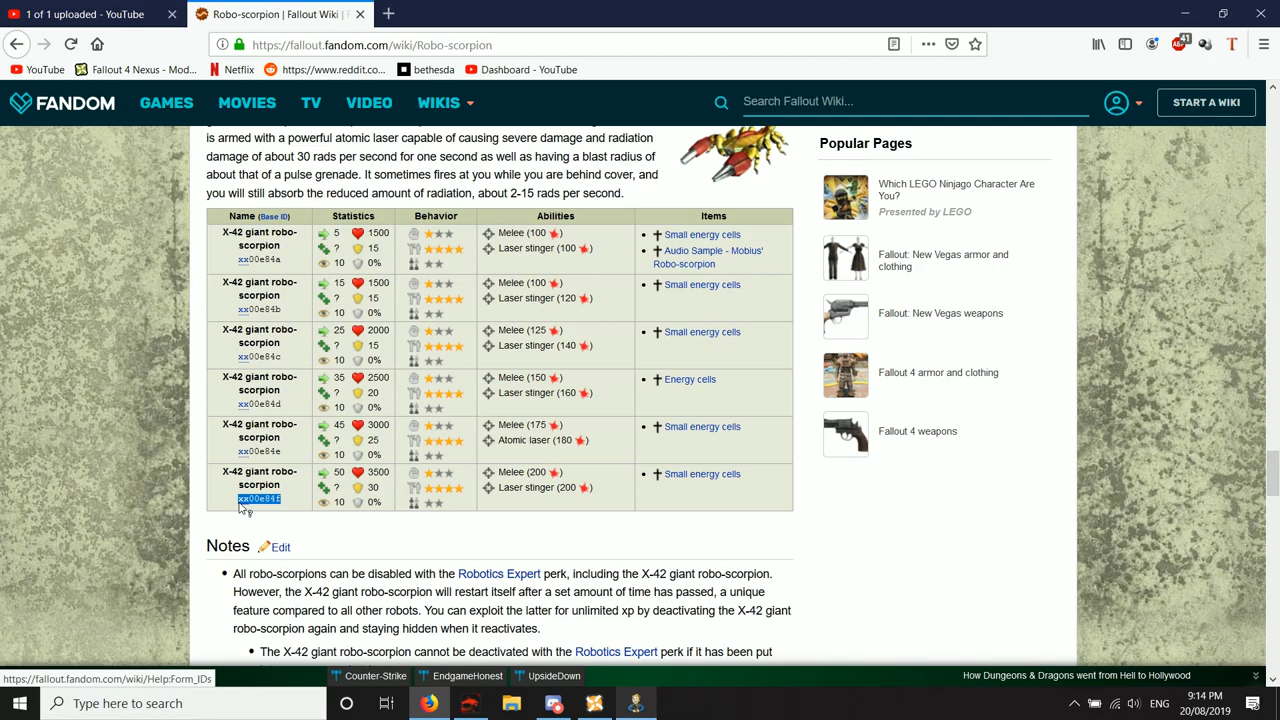 1 of 1 uploaded - YouTube
Robo-scorpion | Fallout Wiki |
https://fallout.fandom.com/wiki/Robo-scorpion
41
YouTube
Fallout 4 Nexus - Mod...
Netflix
https://www.reddit.co...
bethesda
Dashboard - YouTube
FANDOM
GAMES
MOVIES
TV
VIDEO
WIKIS
Search Fallout Wiki...
START A WIKI
is armed with a powerful atomic laser capable of causing severe damage and radiation
damage of about 30 rads per second for one second as well as having a blast radius of
about that of a pulse grenade. It sometimes fires at you while you are behind cover, and
you will still absorb the reduced amount of radiation, about 2-15 rads per second.
Name (Base ID) Statistics Behavior Abilities Items
X-42 giant robo-scorpion xx00e84a
5 1500
? 15
10 0%
Melee (100 )
Laser stinger (100 )
Small energy cells
Audio Sample - Mobius' Robo-scorpion
X-42 giant robo-scorpion xx00e84b
15 1500
? 15
10 0%
Melee (100 )
Laser stinger (120 )
Small energy cells
X-42 giant robo-scorpion xx00e84c
25 2000
? 15
10 0%
Melee (125 )
Laser stinger (140 )
Small energy cells
X-42 giant robo-scorpion xx00e84d
35 2500
? 20
10 0%
Melee (150 )
Laser stinger (160 )
Energy cells
X-42 giant robo-scorpion xx00e84e
45 3000
? 25
10 0%
Melee (175 )
Atomic laser (180 )
Small energy cells
X-42 giant robo-scorpion xx00e84f
50 3500
? 30
10 0%
Melee (200 )
Laser stinger (200 )
Small energy cells
Notes
Edit
All robo-scorpions can be disabled with the Robotics Expert perk, including the X-42 giant robo-scorpion.
However, the X-42 giant robo-scorpion will restart itself after a set amount of time has passed, a unique
feature compared to all other robots. You can exploit the latter for unlimited xp by deactivating the X-42 giant
robo-scorpion again and staying hidden when it reactivates.
The X-42 giant robo-scorpion cannot be deactivated with the Robotics Expert perk if it has been put
Popular Pages
Which LEGO Ninjago Character Are
You?
Presented by LEGO
Fallout: New Vegas armor and
clothing
Fallout: New Vegas weapons
Fallout 4 armor and clothing
Fallout 4 weapons
https://fallout.fandom.com/wiki/Help:Form_IDs
Counter-Strike
EndgameHonest
UpsideDown
How Dungeons & Dragons went from Hell to Hollywood
Type here to search
ENG
9:14 PM
20/08/2019